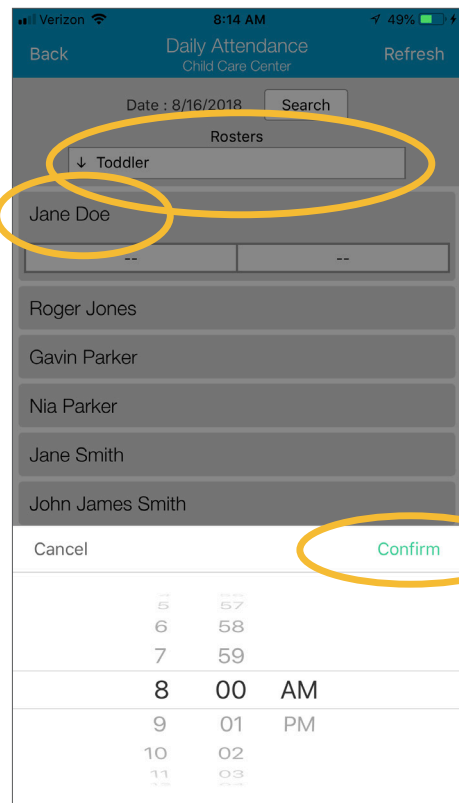 Verizon 8:14 AM 49%
Back Daily Attendance Refresh
Child Care Center
Date : 8/16/2018 Search
Rosters
↓ Toddler
Jane Doe
-- --
Roger Jones
Gavin Parker
Nia Parker
Jane Smith
John James Smith
Cancel Confirm
5 57
6 58
7 59
8 00 AM
9 01 PM
10 02
11 03